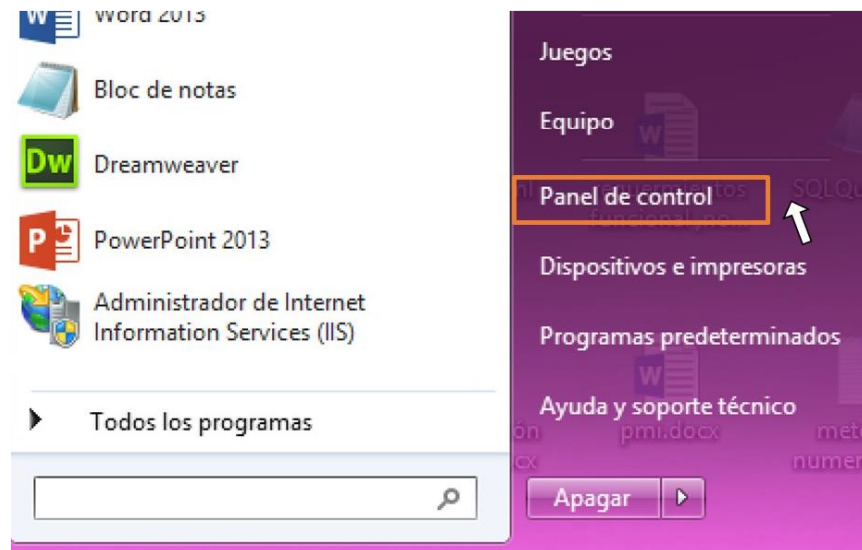 Word 2013
Bloc de notas
Dw
Dreamweaver
PowerPoint 2013
Administrador de Internet
Information Services (IIS)
Todos los programas
Juegos
Equipo
Panel de control
Dispositivos e impresoras
Programas predeterminados
Ayuda y soporte técnico
pmi.docx
Apagar